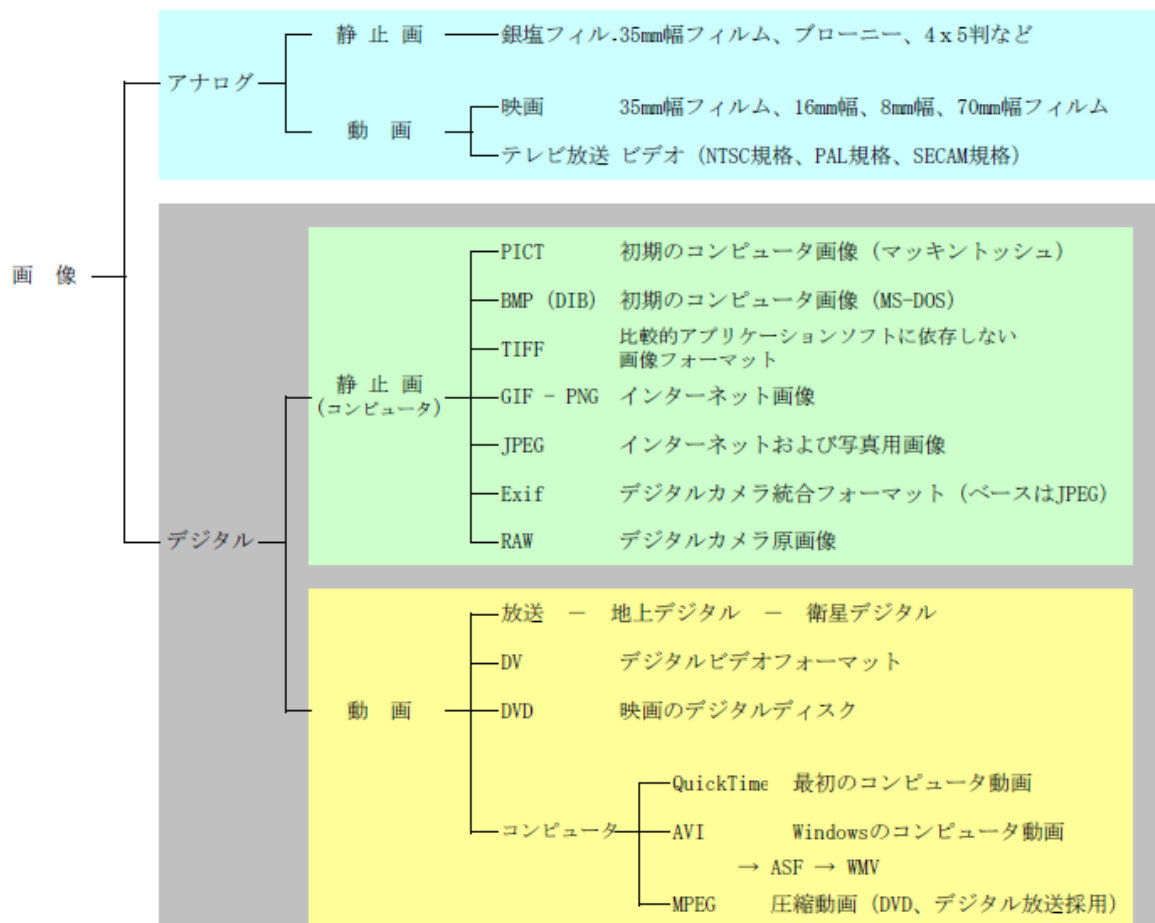 静 止 画 銀塩フィル.35mm幅フィルム、ブローニー、4x5判など
アナログ
映画 35mm幅フィルム、16mm幅、8mm幅、70mm幅フィルム
動 画
テレビ放送 ビデオ (NTSC規格、PAL規格、SECAM規格)
画 像
PICT 初期のコンピュータ画像 (マッキントッシュ)
BMP (DIB) 初期のコンピュータ画像 (MS-DOS)
TIFF 比較的アプリケーションソフトに依存しない
画像フォーマット
静 止 画
(コンピュータ)
GIF - PNG インターネット画像
JPEG インターネットおよび写真用画像
Exif デジタルカメラ統合フォーマット (ベースはJPEG)
デジタル
RAW デジタルカメラ原画像
放送 － 地上デジタル － 衛星デジタル
DV デジタルビデオフォーマット
動 画
DVD 映画のデジタルディスク
QuickTime 最初のコンピュータ動画
コンピュータ
AVI Windowsのコンピュータ動画
→ ASF → WMV
MPEG 圧縮動画 (DVD、デジタル放送採用)